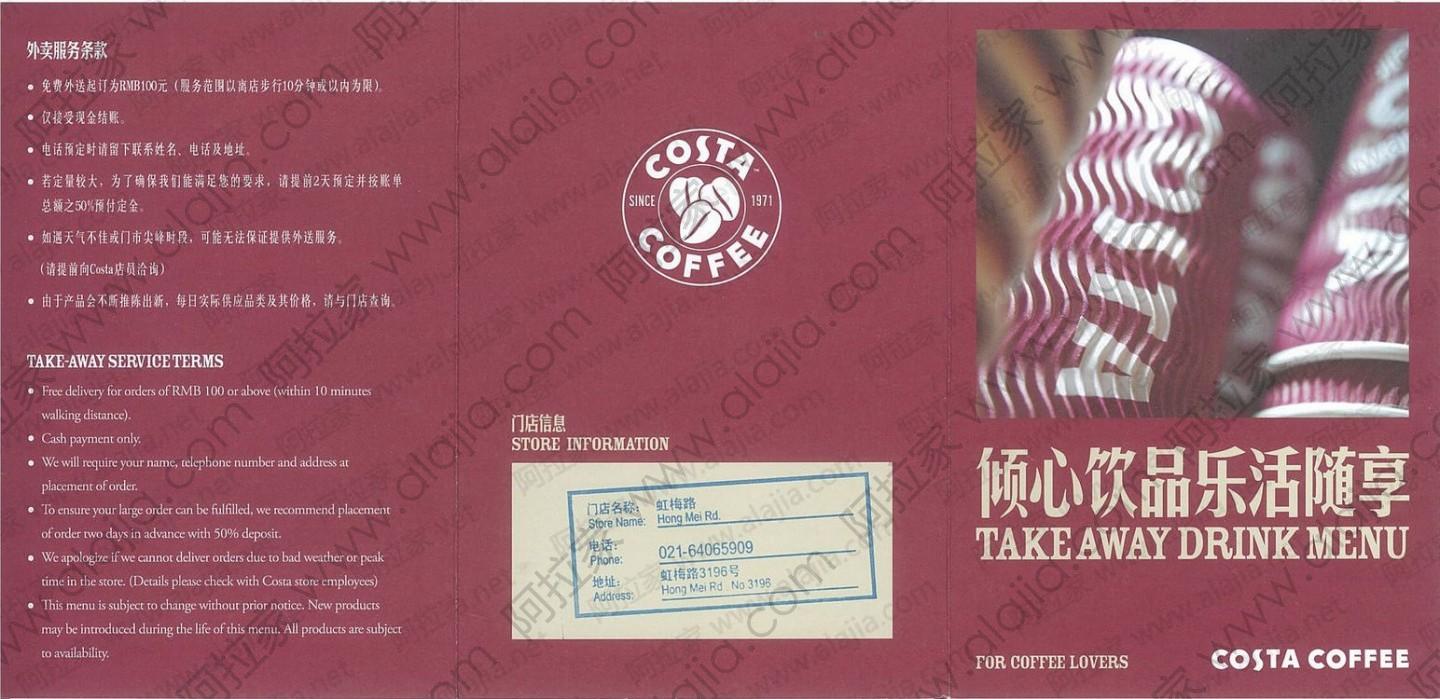 外卖服务条款
• 免费外送起订为RMB100元（服务范围以离店步行10分钟或以内为限）。
• 仅接受现金结账。
• 电话预定时请留下联系姓名、电话及地址。
• 若定量较大，为了确保我们能满足您的要求，请提前2天预定并按账单
总额之50%预付定金。
• 如遇天气不佳或门市尖峰时段，可能无法保证提供外送服务。
（请提前向Costa店员洽询）
• 由于产品会不断推陈出新，每日实际供应品类及其价格，请与门店查询。
TAKE-AWAY SERVICE TERMS
• Free delivery for orders of RMB 100 or above (within 10 minutes
walking distance).
• Cash payment only.
• We will require your name, telephone number and address at
placement of order.
• To ensure your large order can be fulfilled, we recommend placement
of order two days in advance with 50% deposit.
• We apologize if we cannot deliver orders due to bad weather or peak
time in the store. (Details please check with Costa store employees)
• This menu is subject to change without prior notice. New products
may be introduced during the life of this menu. All products are subject
to availability.
COSTA
SINCE 1971
COFFEE
门店信息
STORE INFORMATION
门店名称： 虹梅路
Store Name: Hong Mei Rd.
电话：
Phone: 021-64065909
地址： 虹梅路3196号
Address: Hong Mei Rd. No 3196
倾心饮品乐活随享
TAKE AWAY DRINK MENU
FOR COFFEE LOVERS
COSTA COFFEE
阿拉家 www.alajia.com
www.alajia.net